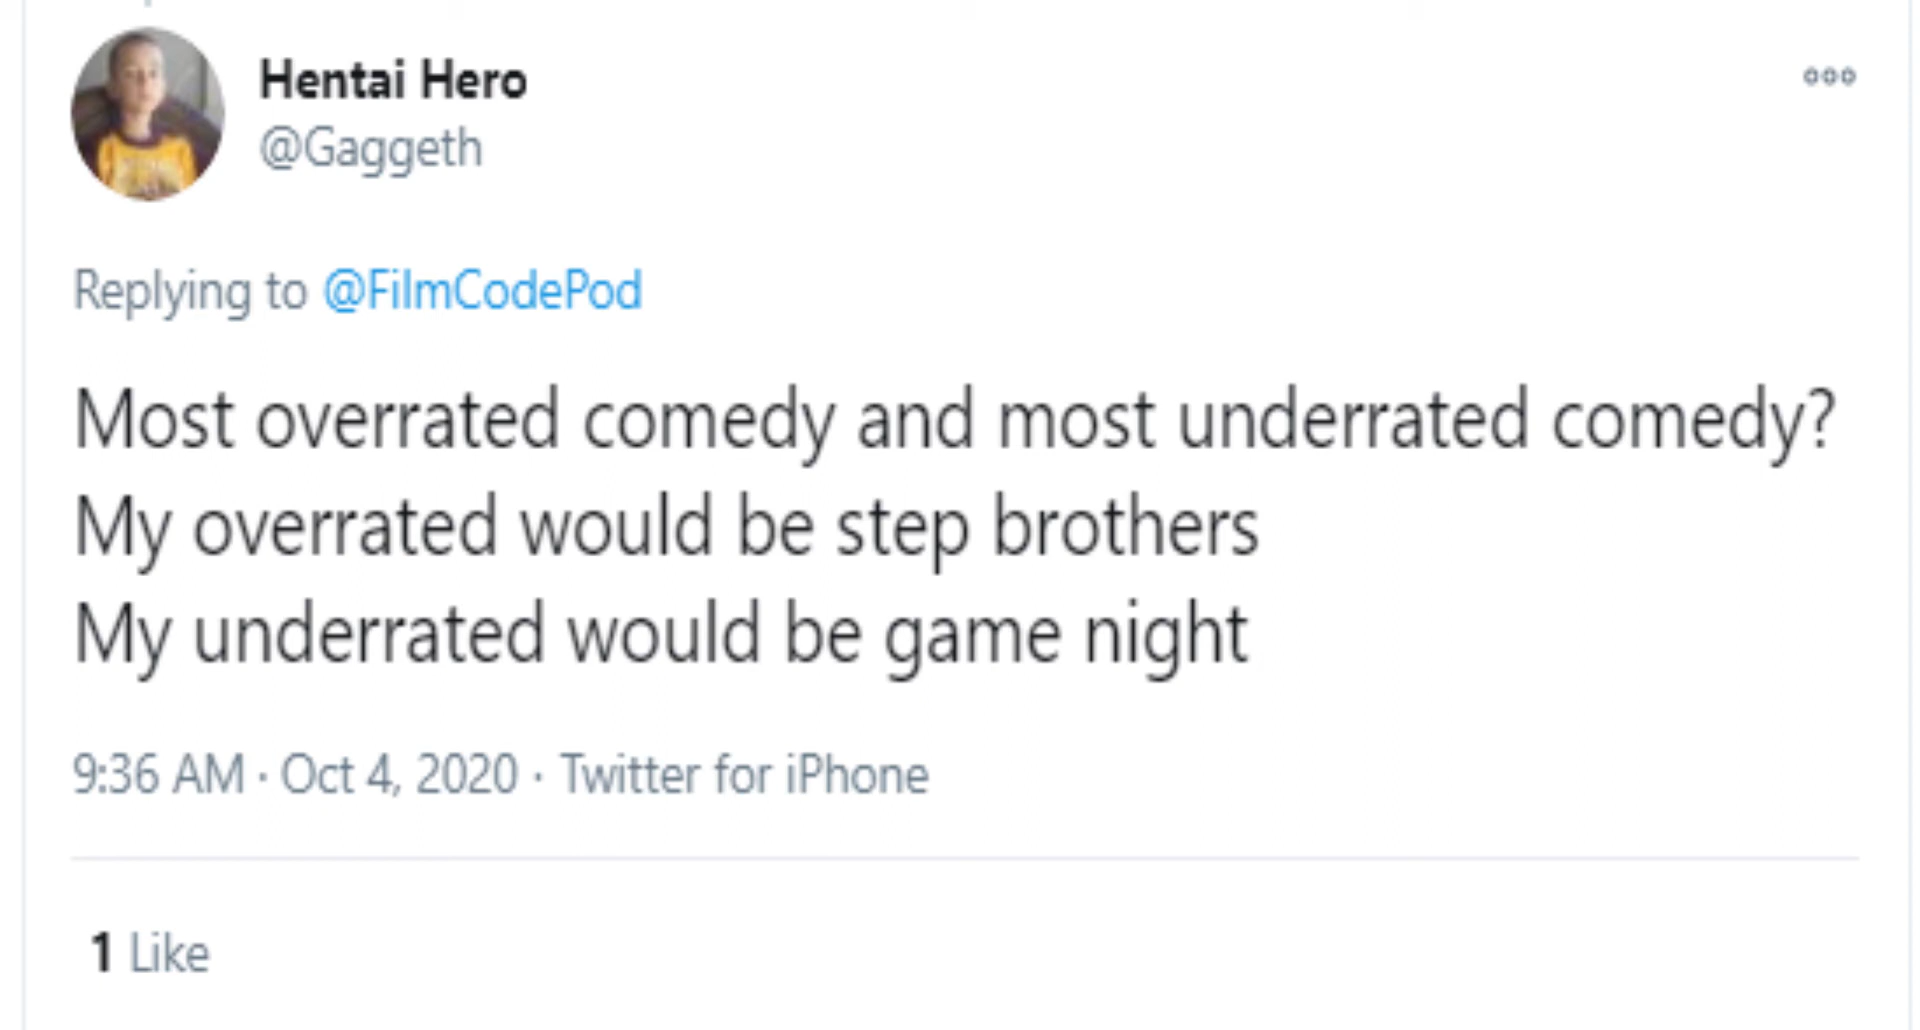 Hentai Hero
@Gaggeth
Replying to @FilmCodePod
Most overrated comedy and most underrated comedy?
My overrated would be step brothers
My underrated would be game night
9:36 AM · Oct 4, 2020 · Twitter for iPhone
1 Like